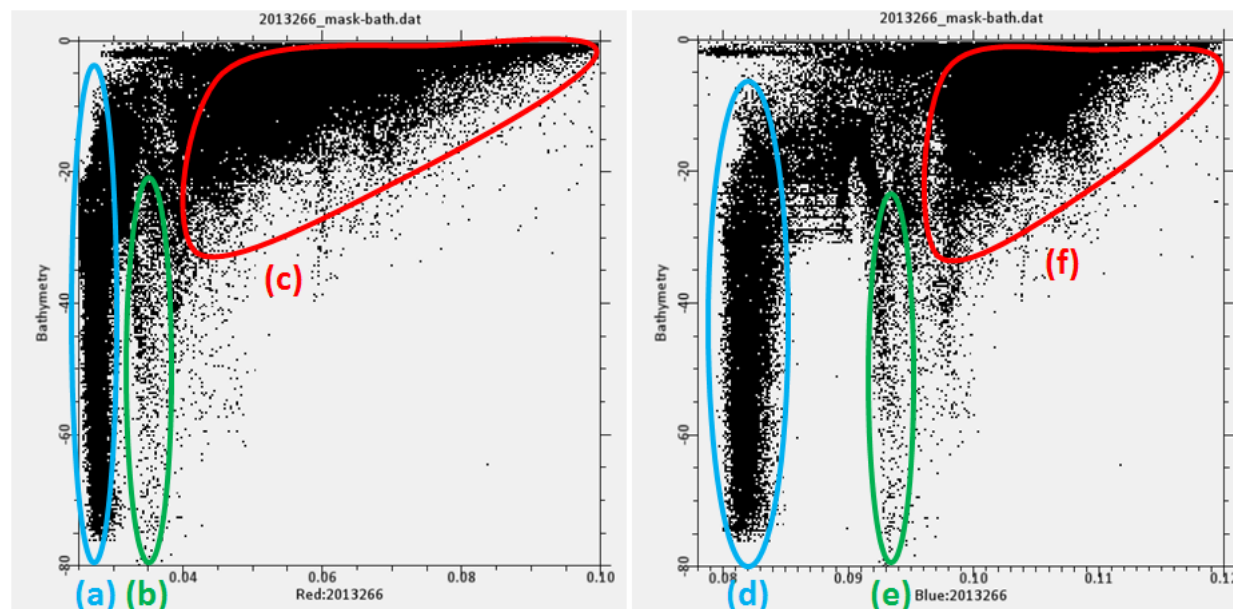 2013266_mask-bath.dat
0
-20
-40
-60
-80
Bathymetry
0.04
0.06
0.08
0.10
Red:2013266
(a)
(b)
(c)
2013266_mask-bath.dat
0
-20
-40
-60
-80
Bathymetry
0.08
0.09
0.10
0.11
0.12
Blue:2013266
(d)
(e)
(f)